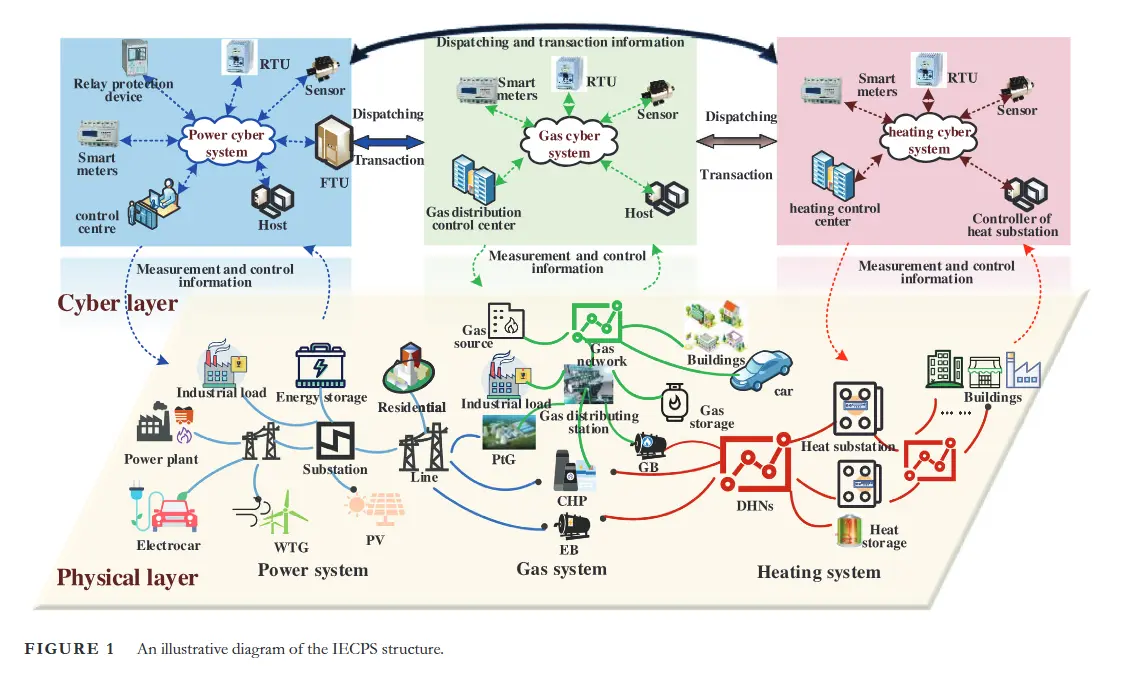 Dispatching and transaction information
Relay protection
device
RTU
Sensor
Smart
meters
Power cyber
system
FTU
control
centre
Host
Dispatching
Transaction
Smart
meters
RTU
Sensor
Gas cyber
system
Gas distribution
control center
Host
Dispatching
Transaction
Smart
meters
RTU
Sensor
heating cyber
system
heating control
center
Controller of
heat substation
Measurement and control
information
Measurement and control
information
Measurement and control
information
Cyber layer
Industrial load
Energy storage
Residential
Power plant
Substation
Line
Electrocar
WTG
PV
Gas
source
Gas
network
Buildings
car
Industrial load
Gas distributing
station
Gas
storage
PtG
GB
CHP
EB
DHNs
Heat substation
Heat
storage
Buildings
... ...
Physical layer
Power system
Gas system
Heating system
FIGURE 1 An illustrative diagram of the IECPS structure.